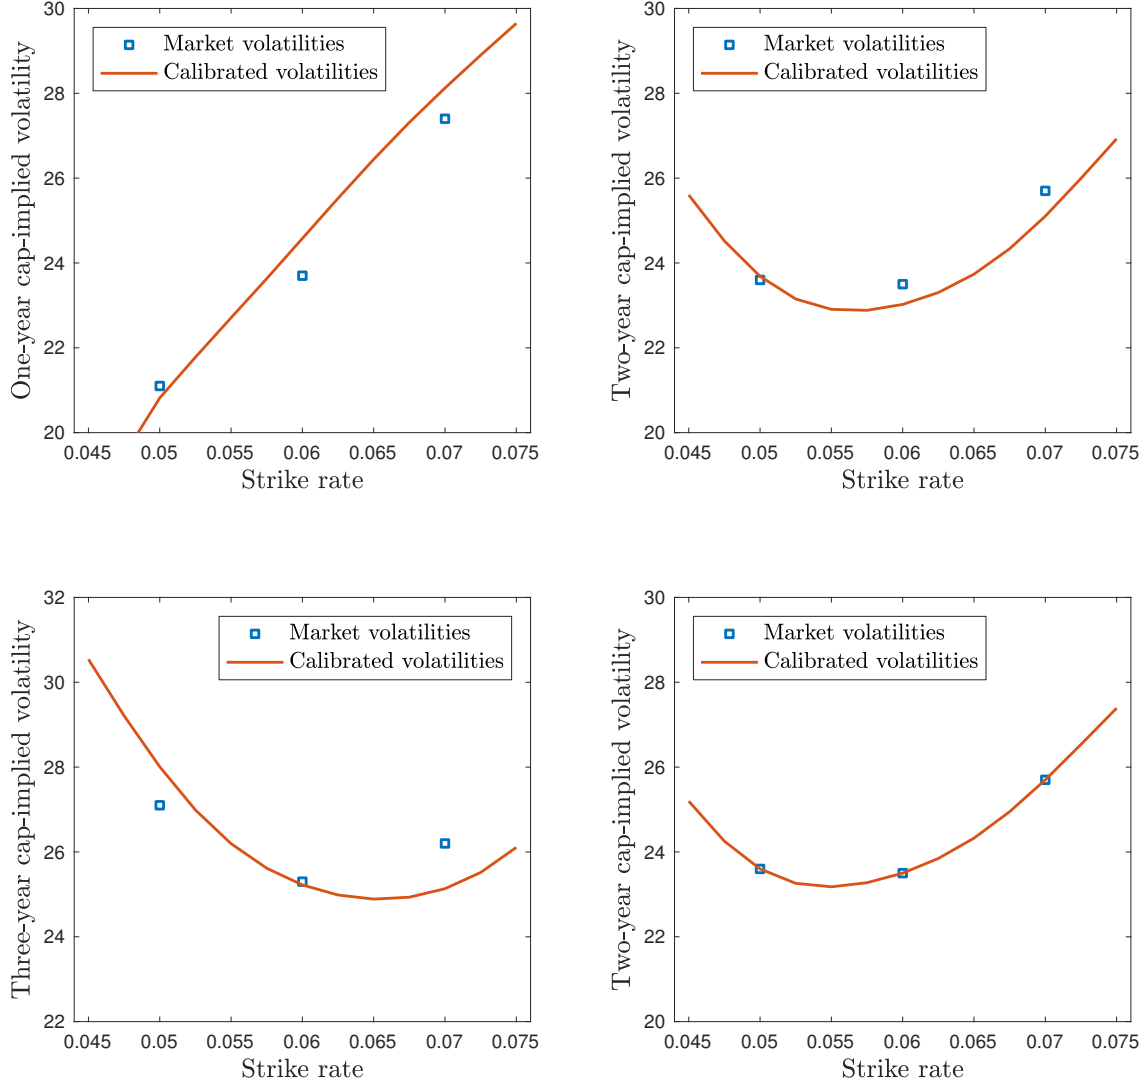 One-year cap-implied volatility
30
28
26
24
22
20
Market volatilities
Calibrated volatilities
0.045 0.05 0.055 0.06 0.065 0.07 0.075
Strike rate
Two-year cap-implied volatility
30
28
26
24
22
20
Market volatilities
Calibrated volatilities
0.045 0.05 0.055 0.06 0.065 0.07 0.075
Strike rate
Three-year cap-implied volatility
32
30
28
26
24
22
Market volatilities
Calibrated volatilities
0.045 0.05 0.055 0.06 0.065 0.07 0.075
Strike rate
Two-year cap-implied volatility
30
28
26
24
22
20
Market volatilities
Calibrated volatilities
0.045 0.05 0.055 0.06 0.065 0.07 0.075
Strike rate